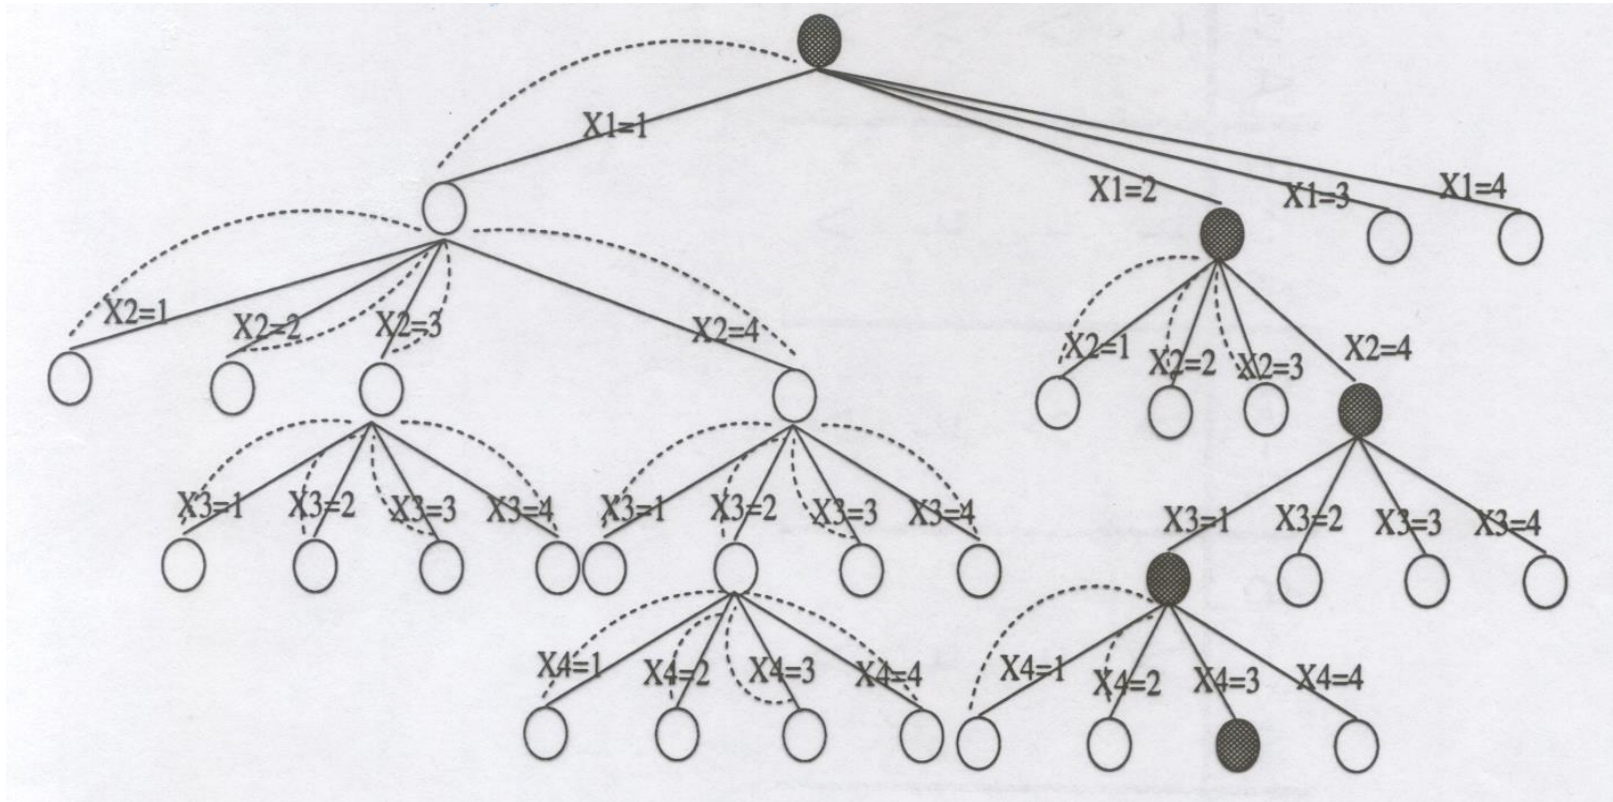 X1=1
X1=2
X1=3
X1=4
X2=1
X2=2
X2=3
X2=4
X2=1
X2=2
X2=3
X2=4
X3=1
X3=2
X3=3
X3=4
X3=1
X3=2
X3=3
X3=4
X3=1
X3=2
X3=3
X3=4
X4=1
X4=2
X4=3
X4=4
X4=1
X4=2
X4=3
X4=4